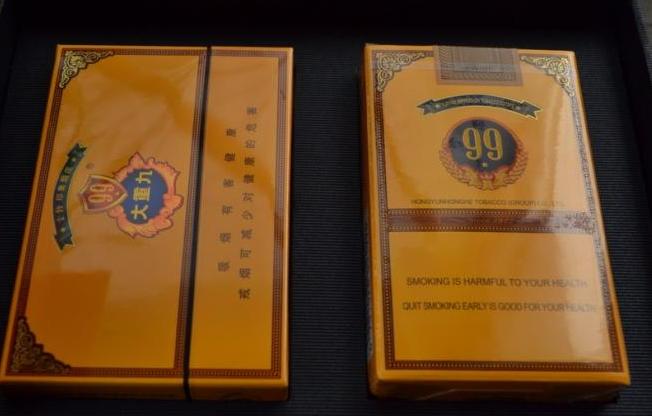 99
大重九
吸烟有害健康
戒烟可减少对健康的危害
99
HONGYUNHONGHE TOBACCO (GROUP) CO., LTD.
SMOKING IS HARMFUL TO YOUR HEALTH
QUIT SMOKING EARLY IS GOOD FOR YOUR HEALTH